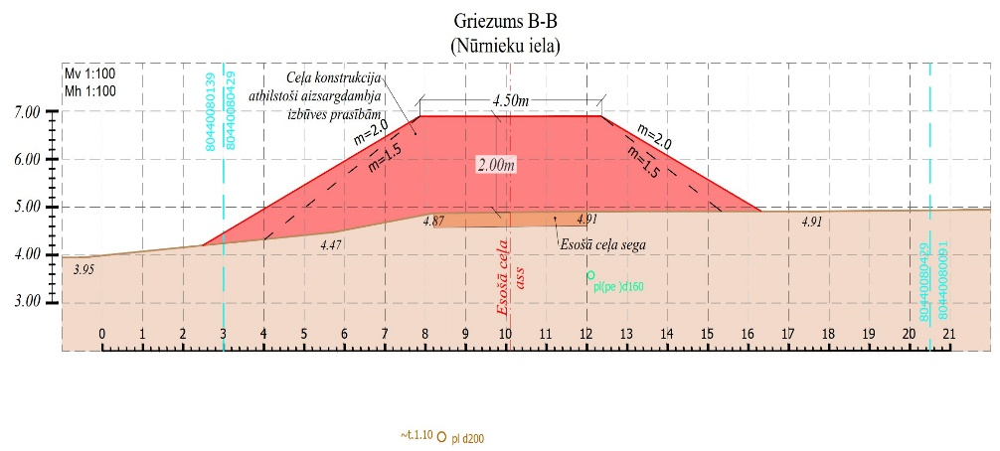 Griezums B-B
(Nūrnieku iela)
Mv 1:100
Mh 1:100
80440080139
80440080429
Ceļa konstrukcija
atbilstoši aizsargdambja
izbūves prasībām
4.50m
7.00
6.00
5.00
4.00
3.00
m=2.0
m=1.5
m=2.0
m=1.5
2.00m
3.95
4.47
4.87
4.91
4.91
Esošā ceļa sega
Esošā ceļa
ass
pl(pe )d160
80440080429
80440080091
0 1 2 3 4 5 6 7 8 9 10 11 12 13 14 15 16 17 18 19 20 21
~t.1.10 pl d200